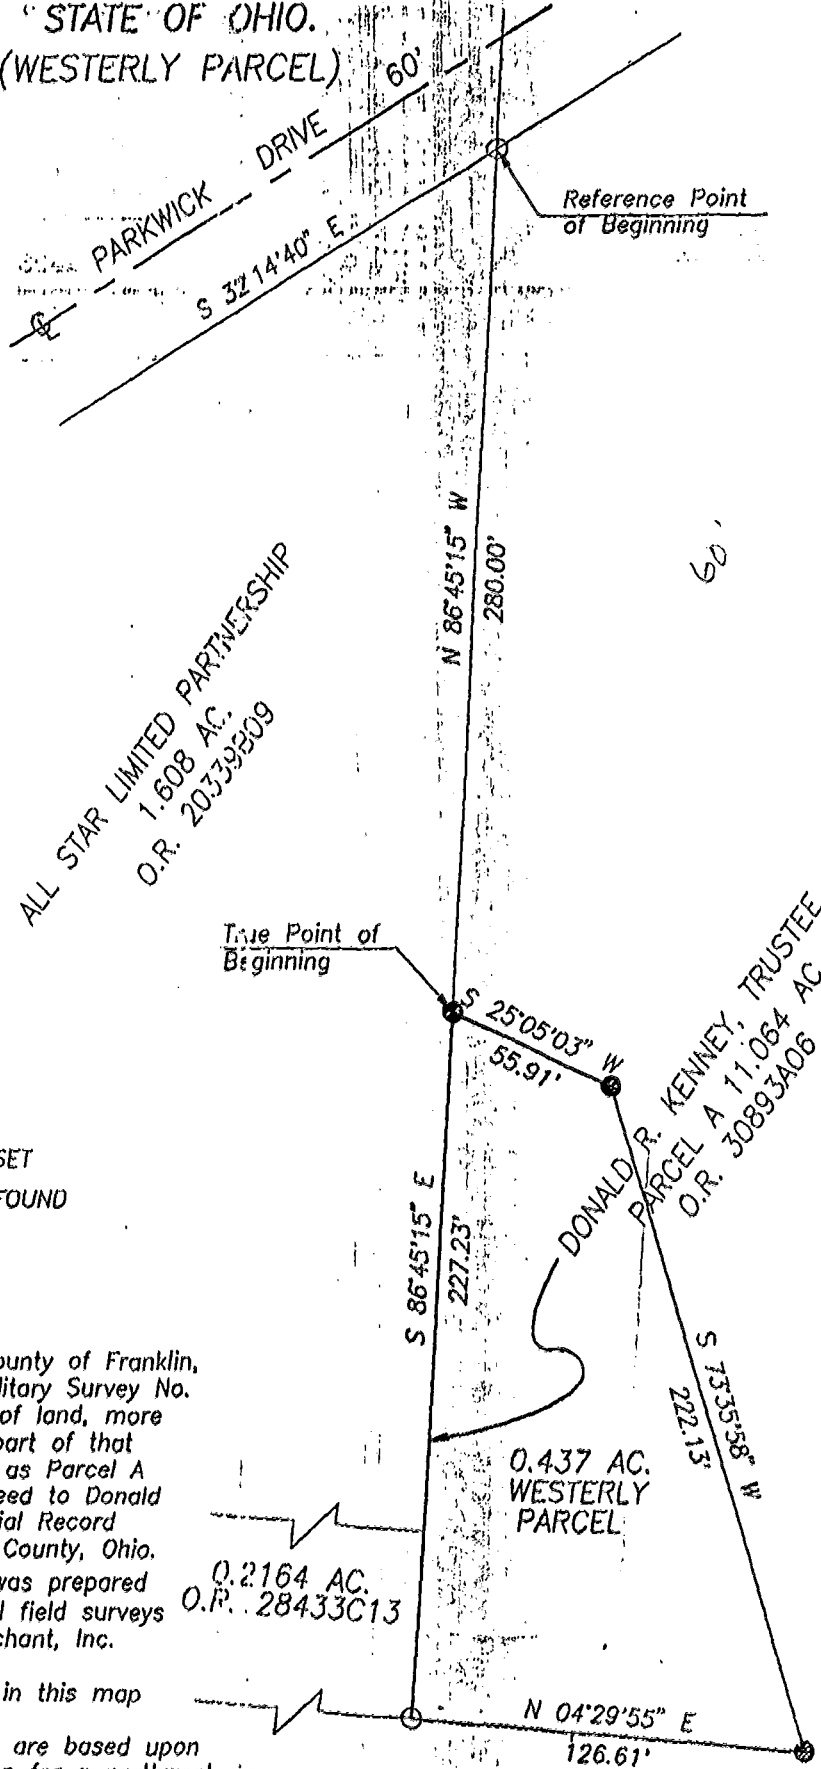 STATE OF OHIO.
(WESTERLY PARCEL)
60'
PARKWICK DRIVE
S 32°14'40" E
Reference Point
of Beginning
N 86°45'15" W
280.00'
60'
ALL STAR LIMITED PARTNERSHIP
1.608 AC.
O.R. 20339B09
True Point of
Beginning
S 25°05'03" W
55.91'
DONALD R. KENNEY, TRUSTEE
PARCEL A 11.064 AC
O.R. 30893A06
SET
FOUND
S 86°45'15" E
227.23'
S 73°35'58" W
222.13'
ounty of Franklin,
litary Survey No.
of land, more
part of that
as Parcel A
eed to Donald
ial Record
County, Ohio.
was prepared
l field surveys
chant, Inc.
in this map
are based upon
0.437 AC.
WESTERLY
PARCEL
0.2164 AC.
O.R. 28433C13
N 04°29'55" E
126.61'